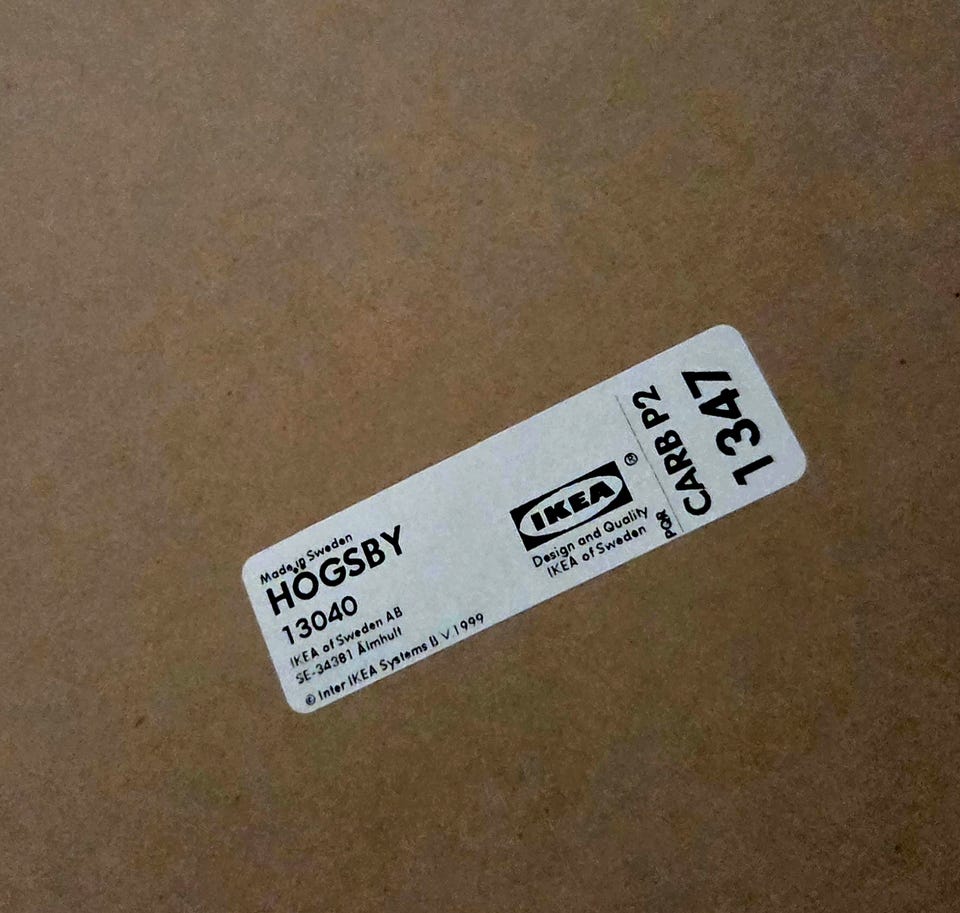 Made in Sweden
HÖGSBY
13040
IKEA of Sweden AB
SE-34381 Älmhult
© Inter IKEA Systems B V 1999
IKEA ®
Design and Quality
IKEA of Sweden
PQR
CARB P2
1347